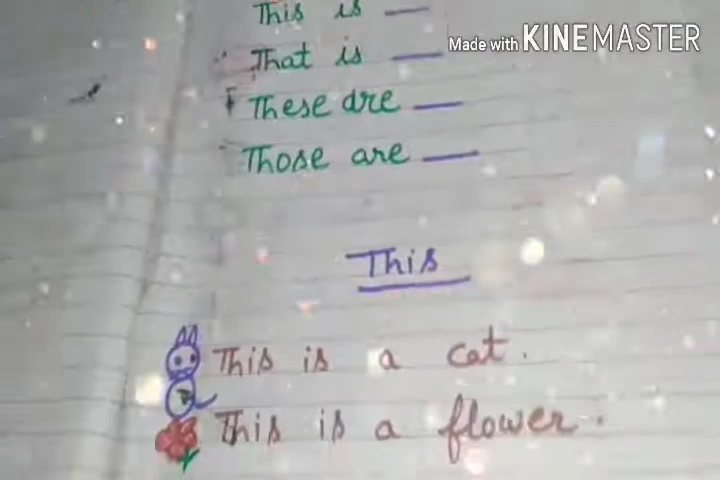 This is —
Made with KINEMASTER
That is —
These are —
Those are —
This
This is a cat.
This is a flower.